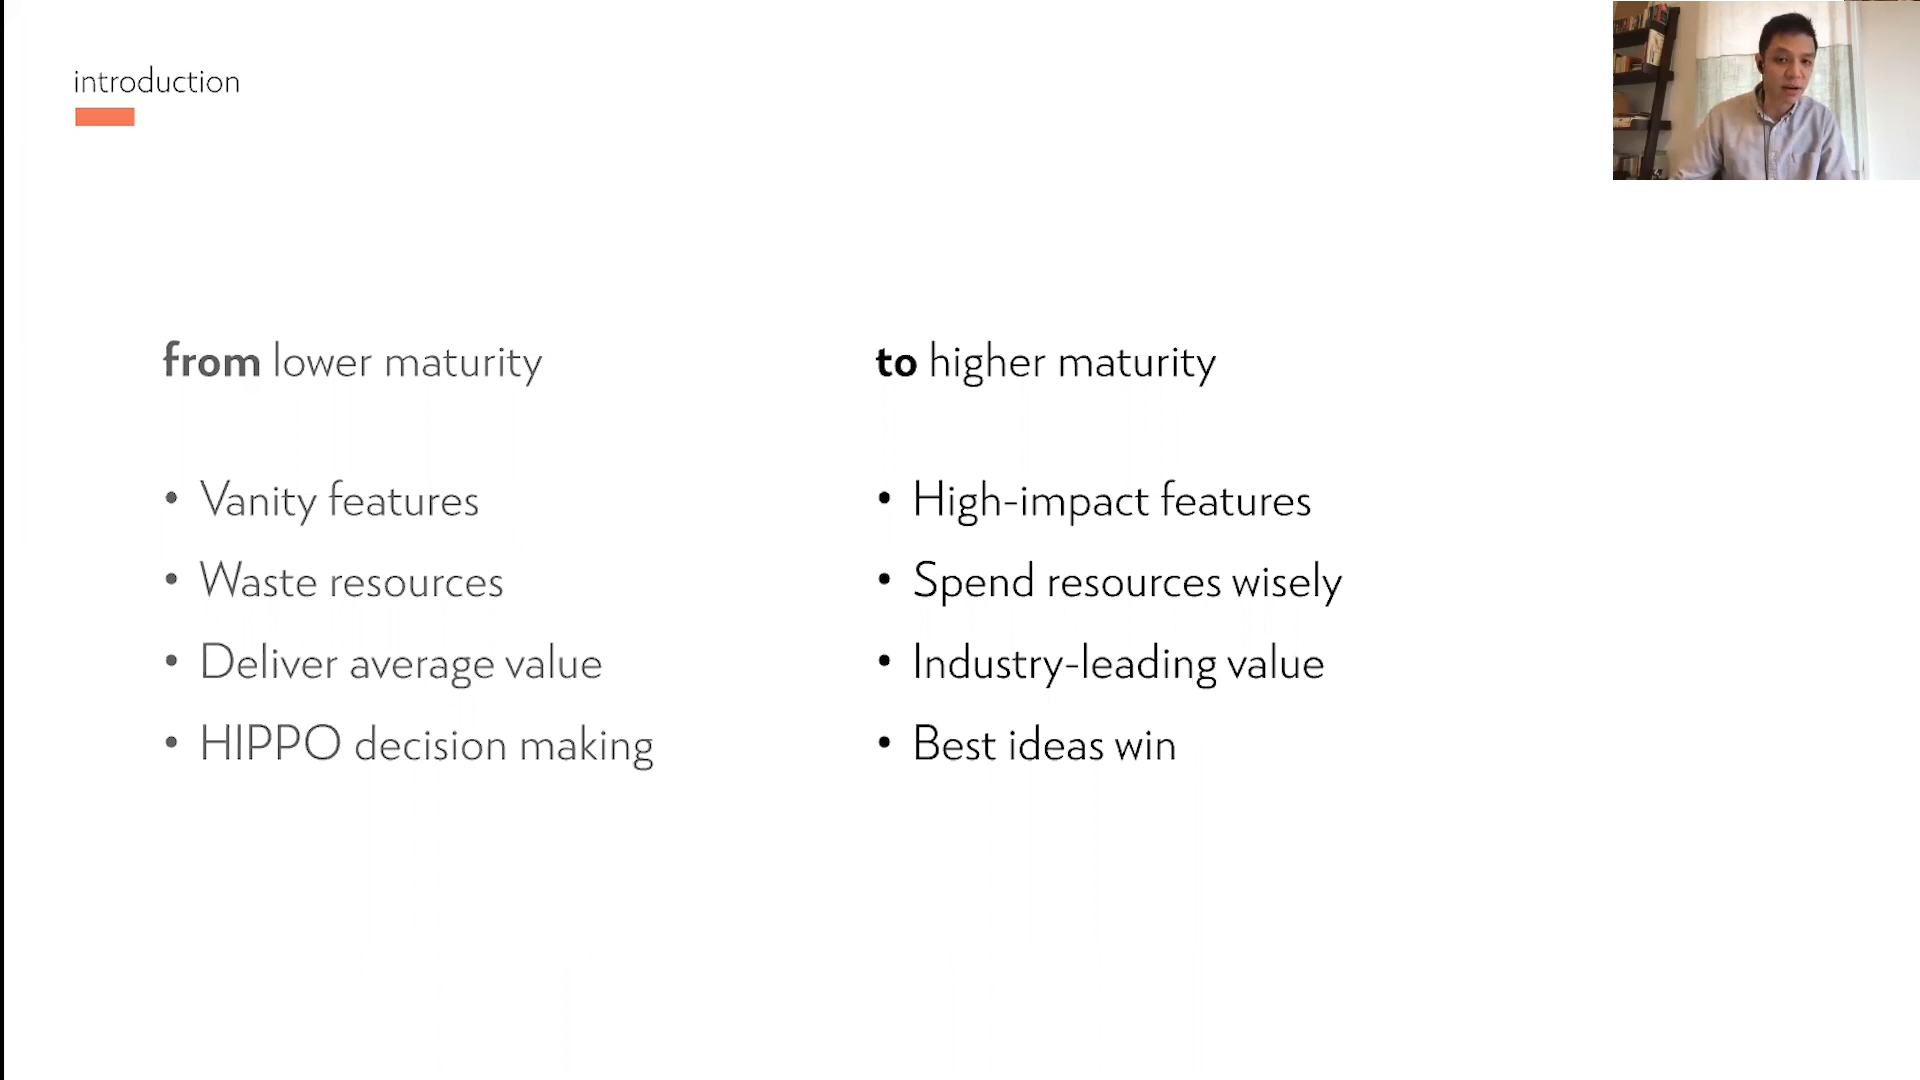 introduction
from lower maturity
• Vanity features
• Waste resources
• Deliver average value
• HIPPO decision making
to higher maturity
• High-impact features
• Spend resources wisely
• Industry-leading value
• Best ideas win